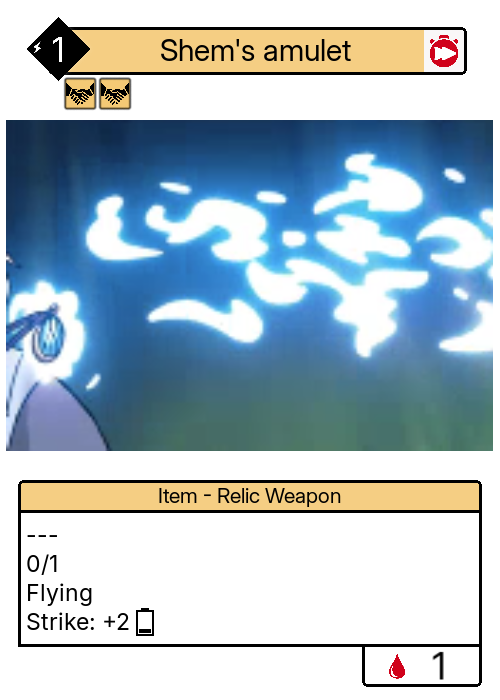 1
Shem's amulet
Item - Relic Weapon
---
0/1
Flying
Strike: +2
1